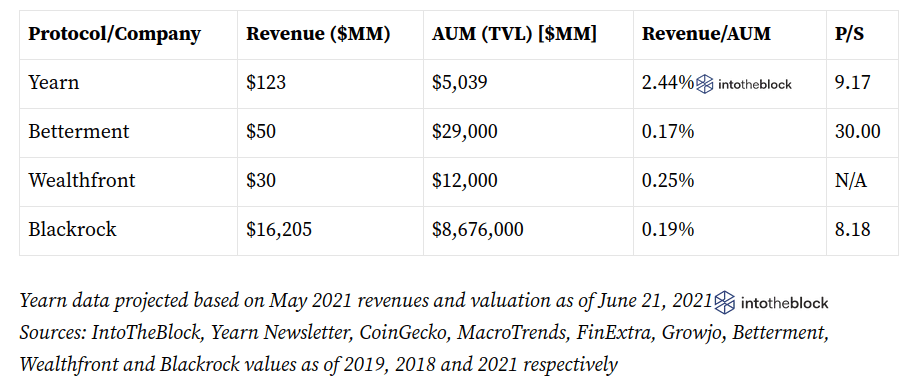 Protocol/Company Revenue ($MM) AUM (TVL) [$MM] Revenue/AUM P/S
Yearn $123 $5,039 2.44% intotheblock 9.17
Betterment $50 $29,000 0.17% 30.00
Wealthfront $30 $12,000 0.25% N/A
Blackrock $16,205 $8,676,000 0.19% 8.18
Yearn data projected based on May 2021 revenues and valuation as of June 21, 2021 intotheblock
Sources: IntoTheBlock, Yearn Newsletter, CoinGecko, MacroTrends, FinExtra, Growjo, Betterment,
Wealthfront and Blackrock values as of 2019, 2018 and 2021 respectively